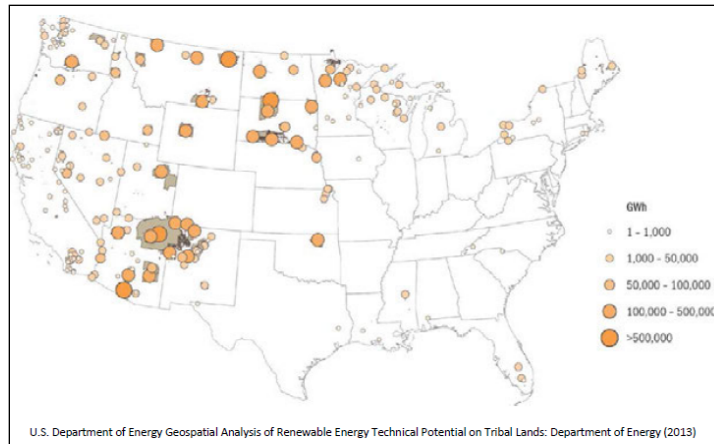 GWh
1 - 1,000
1,000 - 50,000
50,000 - 100,000
100,000 - 500,000
>500,000
U.S. Department of Energy Geospatial Analysis of Renewable Energy Technical Potential on Tribal Lands: Department of Energy (2013)